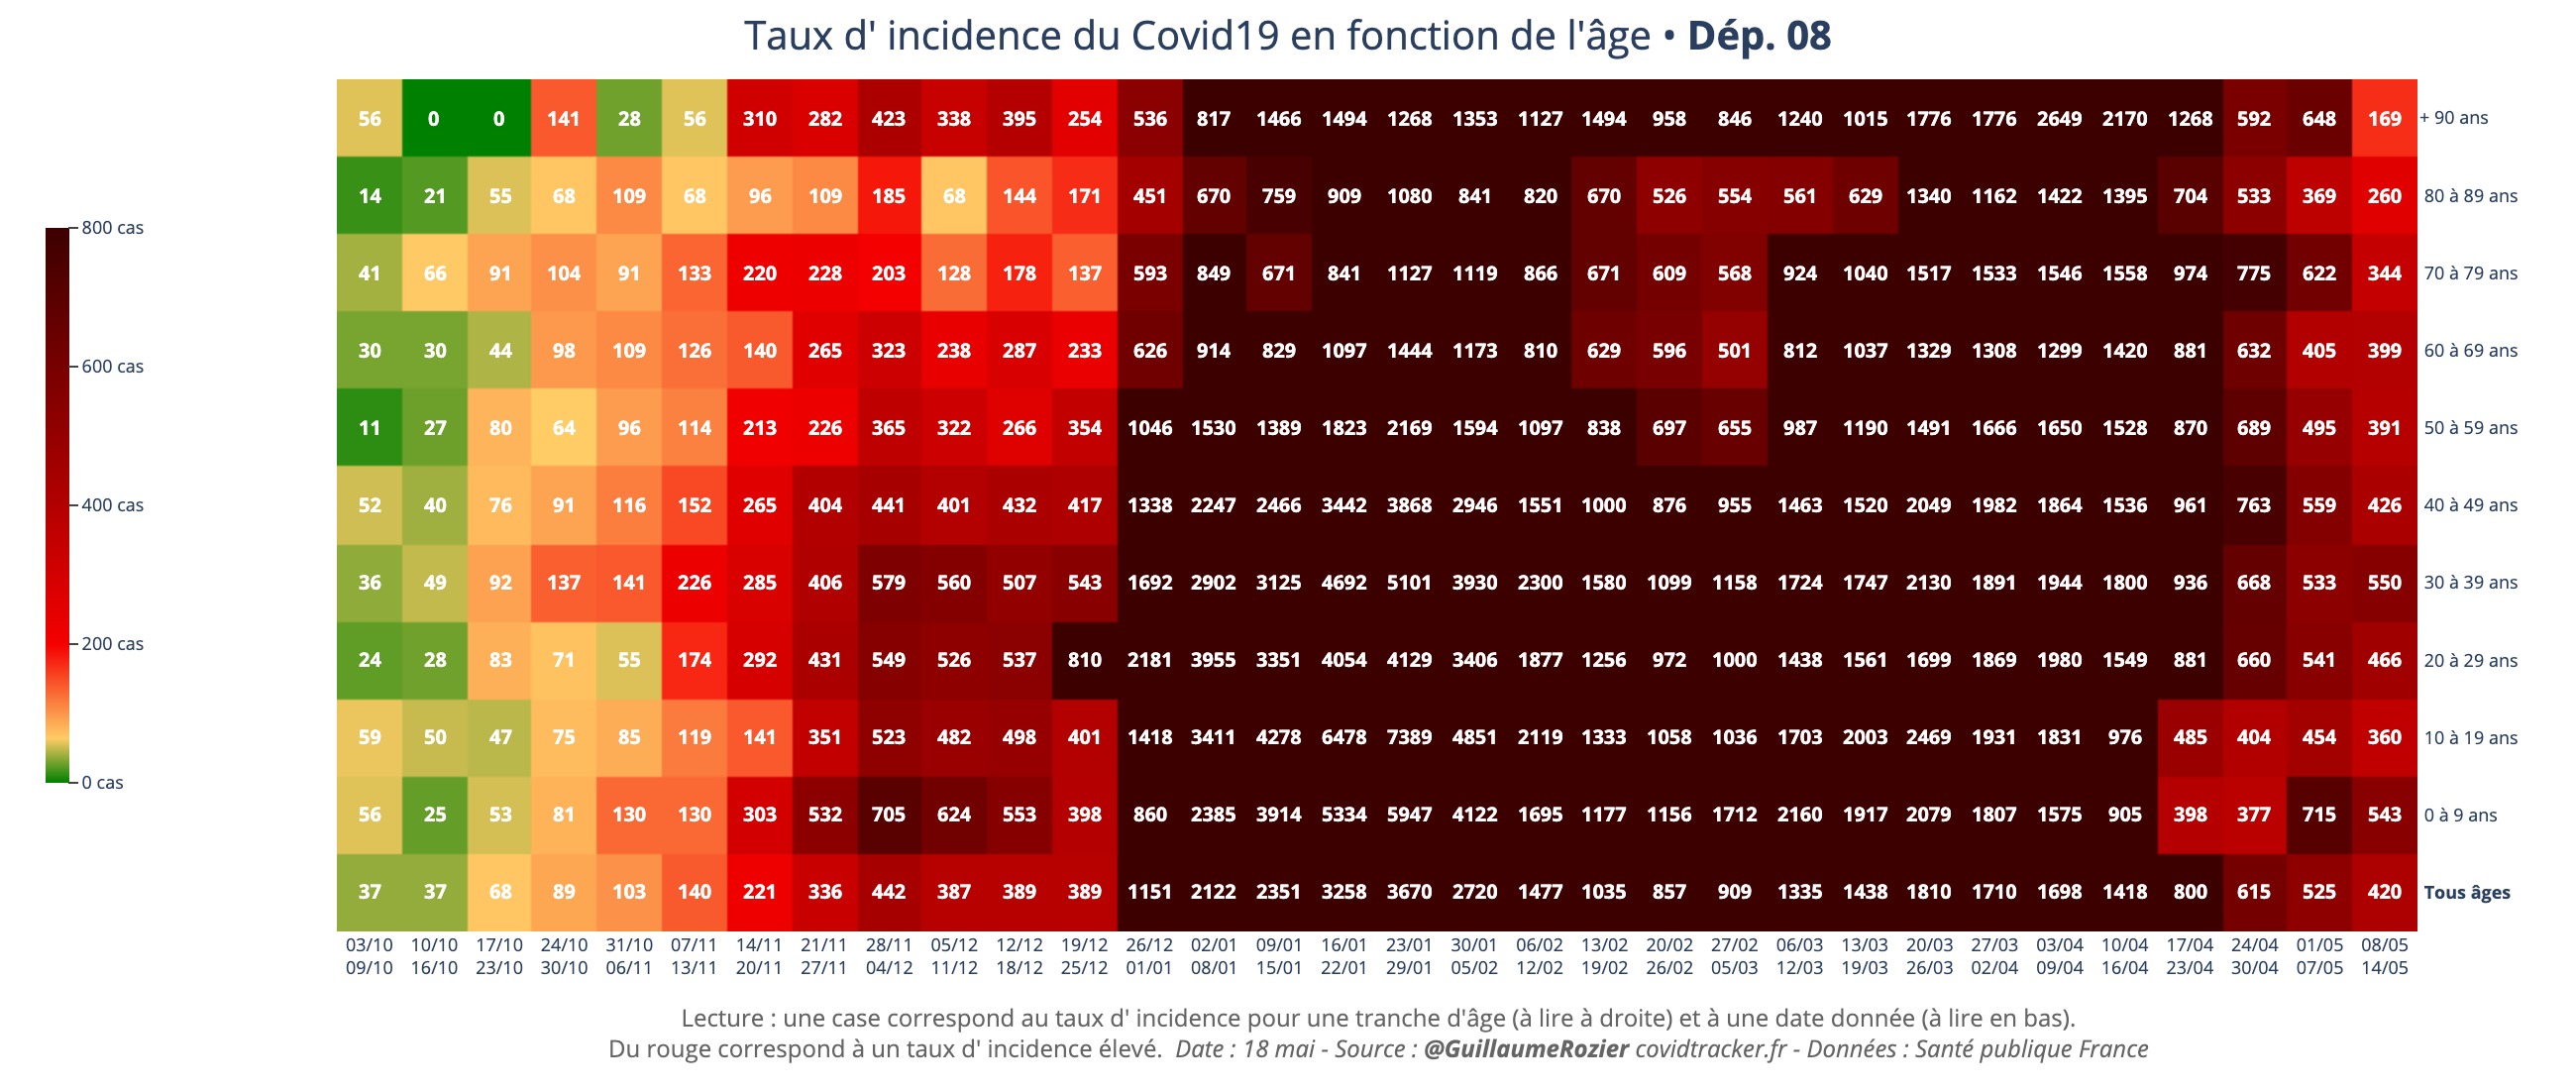 Taux d' incidence du Covid19 en fonction de l'âge • Dép. 08
56 0 0 141 28 56 310 282 423 338 395 254 536 817 1466 1494 1268 1353 1127 1494 958 846 1240 1015 1776 1776 2649 2170 1268 592 648 169 + 90 ans
14 21 55 68 109 68 96 109 185 68 144 171 451 670 759 909 1080 841 820 670 526 554 561 629 1340 1162 1422 1395 704 533 369 260 80 à 89 ans
800 cas
41 66 91 104 91 133 220 228 203 128 178 137 593 849 671 841 1127 1119 866 671 609 568 924 1040 1517 1533 1546 1558 974 775 622 344 70 à 79 ans
30 30 44 98 109 126 140 265 323 238 287 233 626 914 829 1097 1444 1173 810 629 596 501 812 1037 1329 1308 1299 1420 881 632 405 399 60 à 69 ans
600 cas
11 27 80 64 96 114 213 226 365 322 266 354 1046 1530 1389 1823 2169 1594 1097 838 697 655 987 1190 1491 1666 1650 1528 870 689 495 391 50 à 59 ans
400 cas
52 40 76 91 116 152 265 404 441 401 432 417 1338 2247 2466 3442 3868 2946 1551 1000 876 955 1463 1520 2049 1982 1864 1536 961 763 559 426 40 à 49 ans
36 49 92 137 141 226 285 406 579 560 507 543 1692 2902 3125 4692 5101 3930 2300 1580 1099 1158 1724 1747 2130 1891 1944 1800 936 668 533 550 30 à 39 ans
200 cas
24 28 83 71 55 174 292 431 549 526 537 810 2181 3955 3351 4054 4129 3406 1877 1256 972 1000 1438 1561 1699 1869 1980 1549 881 660 541 466 20 à 29 ans
59 50 47 75 85 119 141 351 523 482 498 401 1418 3411 4278 6478 7389 4851 2119 1333 1058 1036 1703 2003 2469 1931 1831 976 485 404 454 360 10 à 19 ans
0 cas
56 25 53 81 130 130 303 532 705 624 553 398 860 2385 3914 5334 5947 4122 1695 1177 1156 1712 2160 1917 2079 1807 1575 905 398 377 715 543 0 à 9 ans
37 37 68 89 103 140 221 336 442 387 389 389 1151 2122 2351 3258 3670 2720 1477 1035 857 909 1335 1438 1810 1710 1698 1418 800 615 525 420 Tous âges
03/10 10/10 17/10 24/10 31/10 07/11 14/11 21/11 28/11 05/12 12/12 19/12 26/12 02/01 09/01 16/01 23/01 30/01 06/02 13/02 20/02 27/02 06/03 13/03 20/03 27/03 03/04 10/04 17/04 24/04 01/05 08/05
09/10 16/10 23/10 30/10 06/11 13/11 20/11 27/11 04/12 11/12 18/12 25/12 01/01 08/01 15/01 22/01 29/01 05/02 12/02 19/02 26/02 05/03 12/03 19/03 26/03 02/04 09/04 16/04 23/04 30/04 07/05 14/05
Lecture : une case correspond au taux d' incidence pour une tranche d'âge (à lire à droite) et à une date donnée (à lire en bas).
Du rouge correspond à un taux d' incidence élevé. Date : 18 mai - Source : @GuillaumeRozier covidtracker.fr - Données : Santé publique France